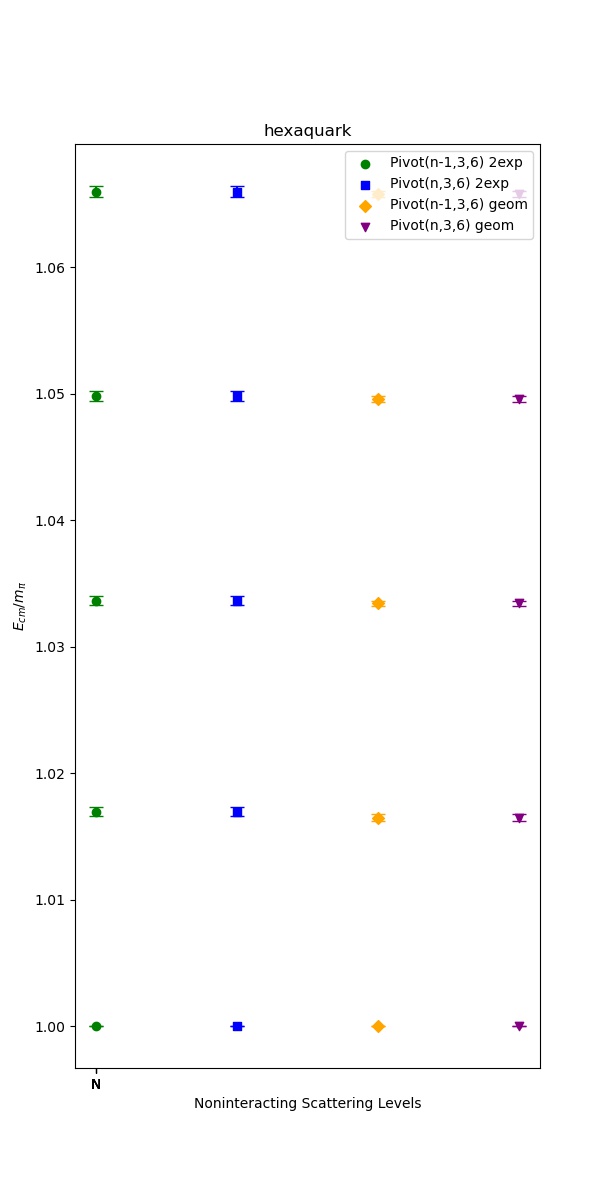 hexaquark
Pivot(n-1,3,6) 2exp
Pivot(n,3,6) 2exp
Pivot(n-1,3,6) geom
Pivot(n,3,6) geom
1.06
1.05
1.04
1.03
1.02
1.01
1.00
E_cm/m_π
N
Noninteracting Scattering Levels